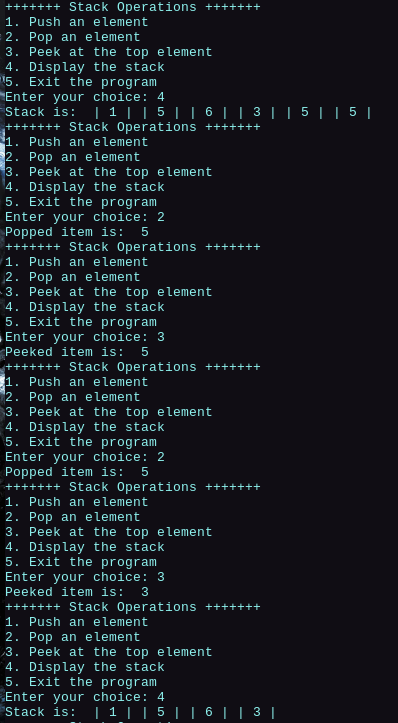 +++++++ Stack Operations +++++++
1. Push an element
2. Pop an element
3. Peek at the top element
4. Display the stack
5. Exit the program
Enter your choice: 4
Stack is:  | 1 | | 5 | | 6 | | 3 | | 5 | | 5 |
+++++++ Stack Operations +++++++
1. Push an element
2. Pop an element
3. Peek at the top element
4. Display the stack
5. Exit the program
Enter your choice: 2
Popped item is:  5
+++++++ Stack Operations +++++++
1. Push an element
2. Pop an element
3. Peek at the top element
4. Display the stack
5. Exit the program
Enter your choice: 3
Peeked item is:  5
+++++++ Stack Operations +++++++
1. Push an element
2. Pop an element
3. Peek at the top element
4. Display the stack
5. Exit the program
Enter your choice: 2
Popped item is:  5
+++++++ Stack Operations +++++++
1. Push an element
2. Pop an element
3. Peek at the top element
4. Display the stack
5. Exit the program
Enter your choice: 3
Peeked item is:  3
+++++++ Stack Operations +++++++
1. Push an element
2. Pop an element
3. Peek at the top element
4. Display the stack
5. Exit the program
Enter your choice: 4
Stack is:  | 1 | | 5 | | 6 | | 3 |